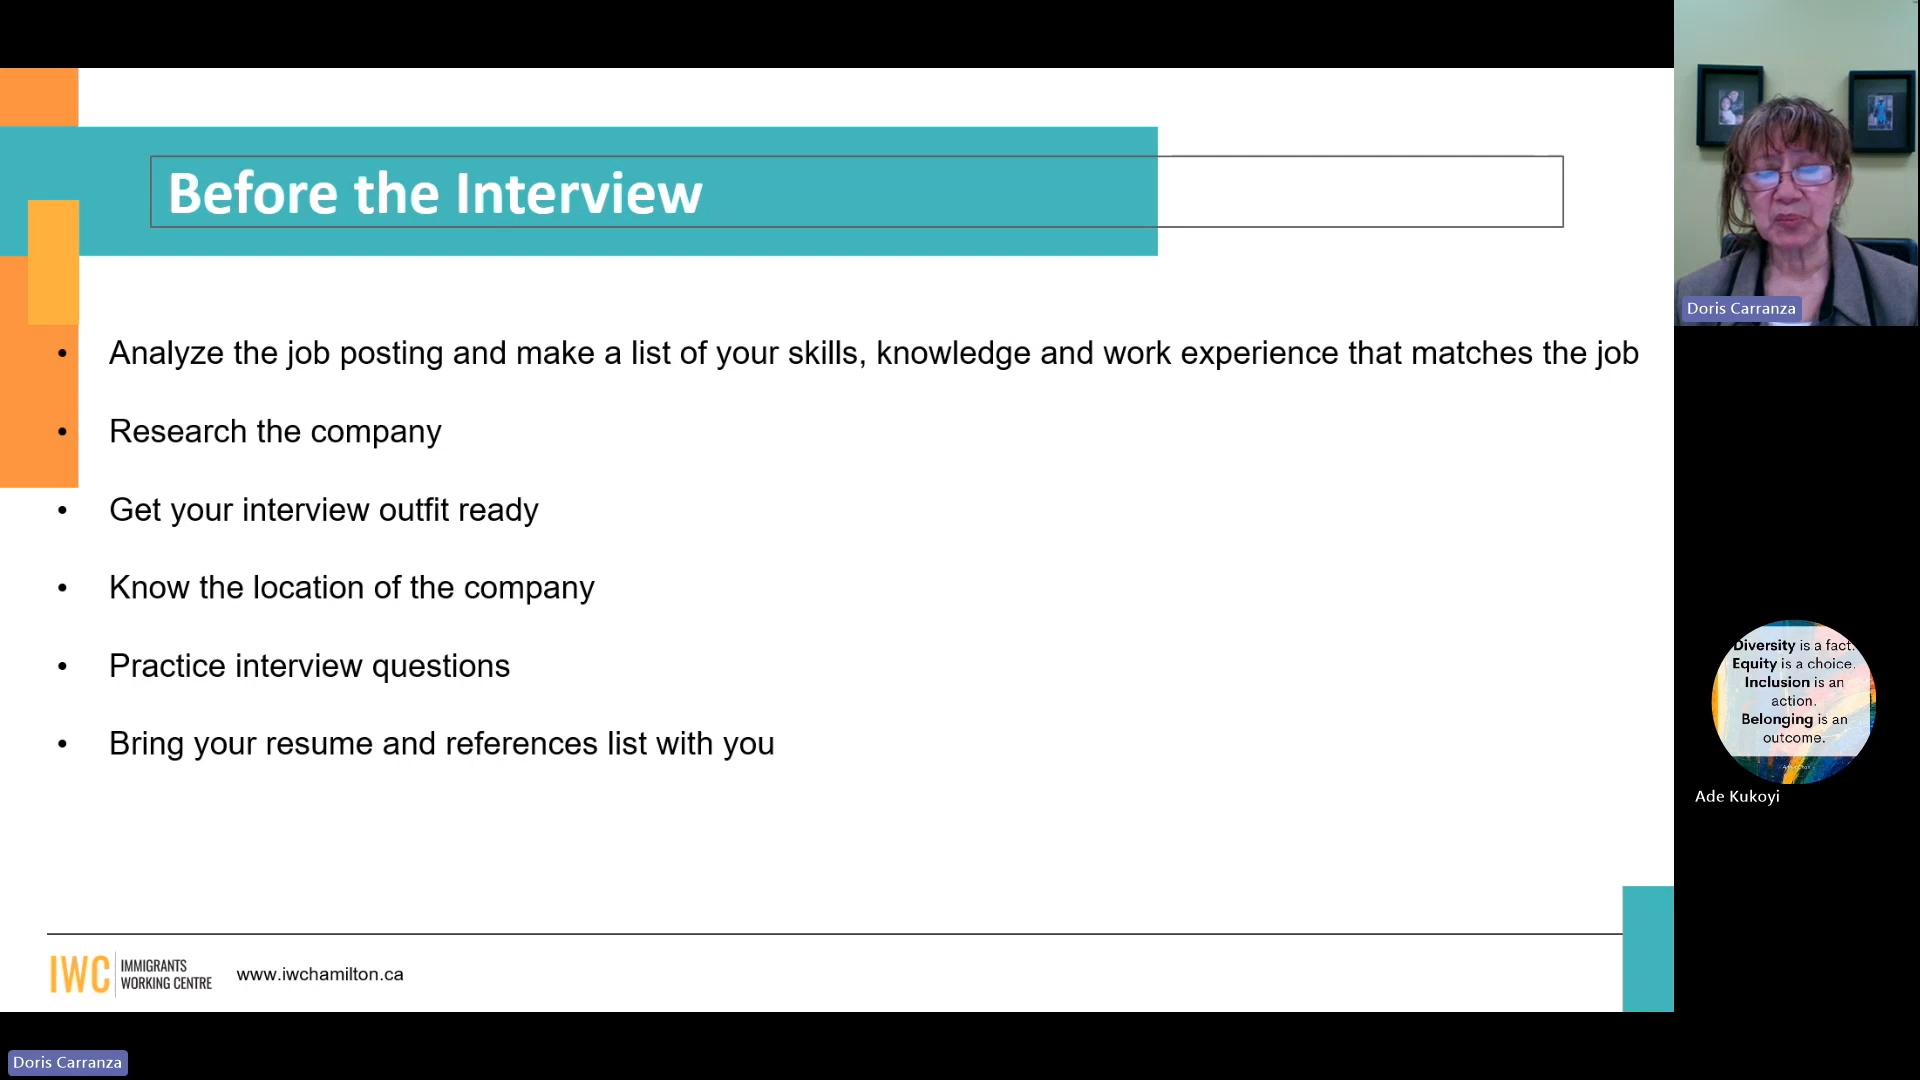 Before the Interview
• Analyze the job posting and make a list of your skills, knowledge and work experience that matches the job
• Research the company
• Get your interview outfit ready
• Know the location of the company
• Practice interview questions
• Bring your resume and references list with you
IWC IMMIGRANTS
WORKING CENTRE
www.iwchamilton.ca
Doris Carranza
Doris Carranza
Diversity is a fact.
Equity is a choice.
Inclusion is an
action.
Belonging is an
outcome.
Ade Kukoyi